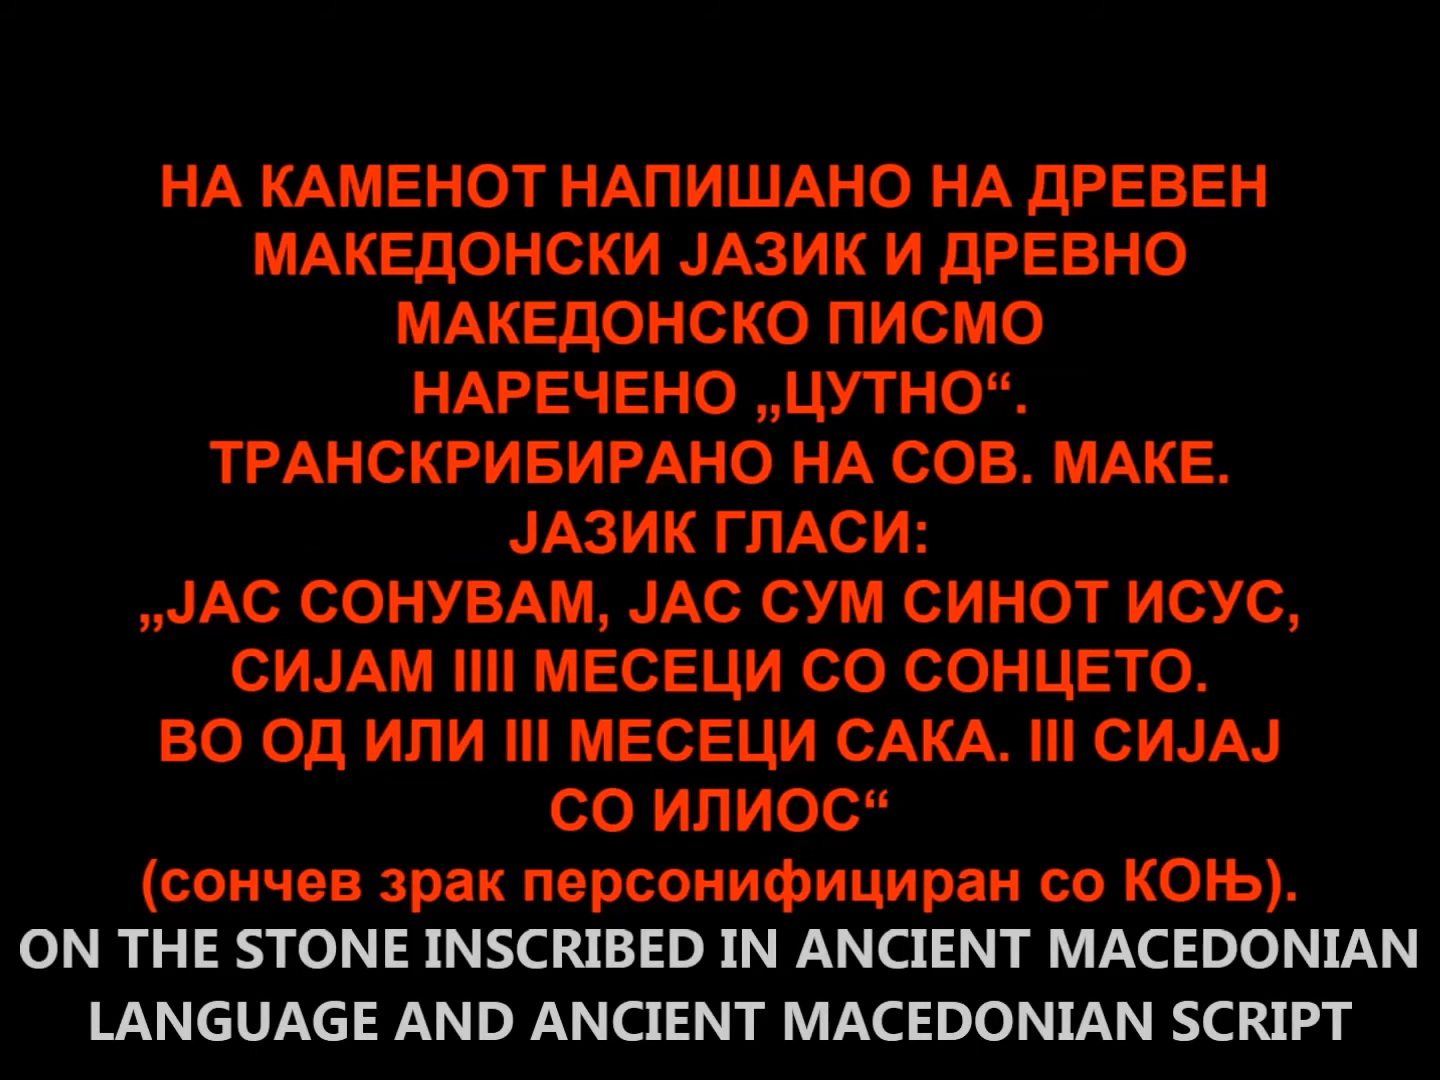 НА КАМЕНОТ НАПИШАНО НА ДРЕВЕН
МАКЕДОНСКИ ЈАЗИК И ДРЕВНО
МАКЕДОНСКО ПИСМО
НАРЕЧЕНО „ЦУТНО“.
ТРАНСКРИБИРАНО НА СОВ. МАКЕ.
ЈАЗИК ГЛАСИ:
„ЈАС СОНУВАМ, ЈАС СУМ СИНОТ ИСУС,
СИЈАМ IIII МЕСЕЦИ СО СОНЦЕТО.
ВО ОД ИЛИ III МЕСЕЦИ САКА. III СИЈАЈ
СО ИЛИОС“
(сончев зрак персонифициран со КОЊ).
ON THE STONE INSCRIBED IN ANCIENT MACEDONIAN
LANGUAGE AND ANCIENT MACEDONIAN SCRIPT